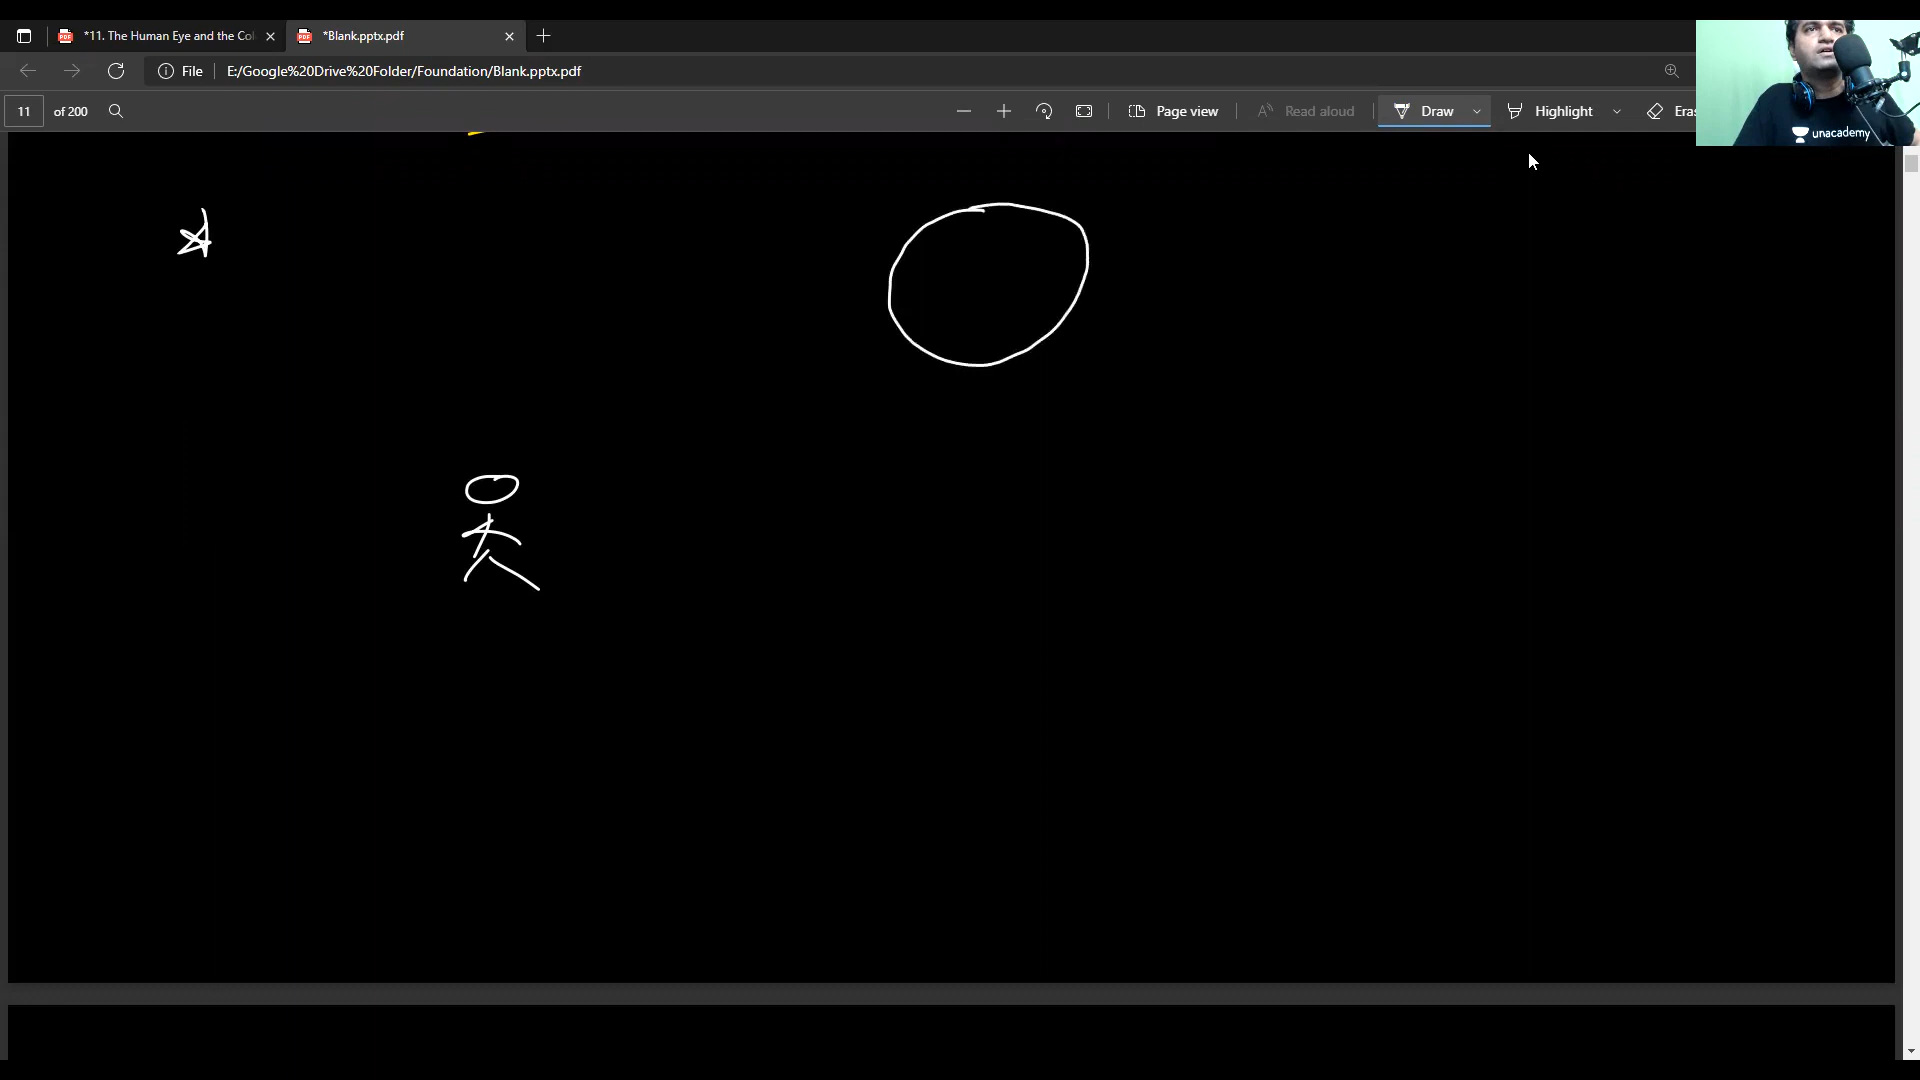 *11. The Human Eye and the Col
*Blank.pptx.pdf
File
E:/Google%20Drive%20Folder/Foundation/Blank.pptx.pdf
11 of 200
Page view
Read aloud
Draw
Highlight
Eras
unacademy